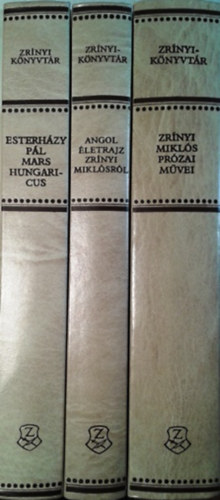 ZRÍNYI-
KÖNYVTÁR
ESTERHÁZY
PÁL
MARS
HUNGARI-
CUS
Z
ZRÍNYI-
KÖNYVTÁR
ANGOL
ÉLETRAJZ
ZRÍNYI
MIKLÓSRÓL
Z
ZRÍNYI-
KÖNYVTÁR
ZRÍNYI
MIKLÓS
PRÓZAI
MŰVEI
Z